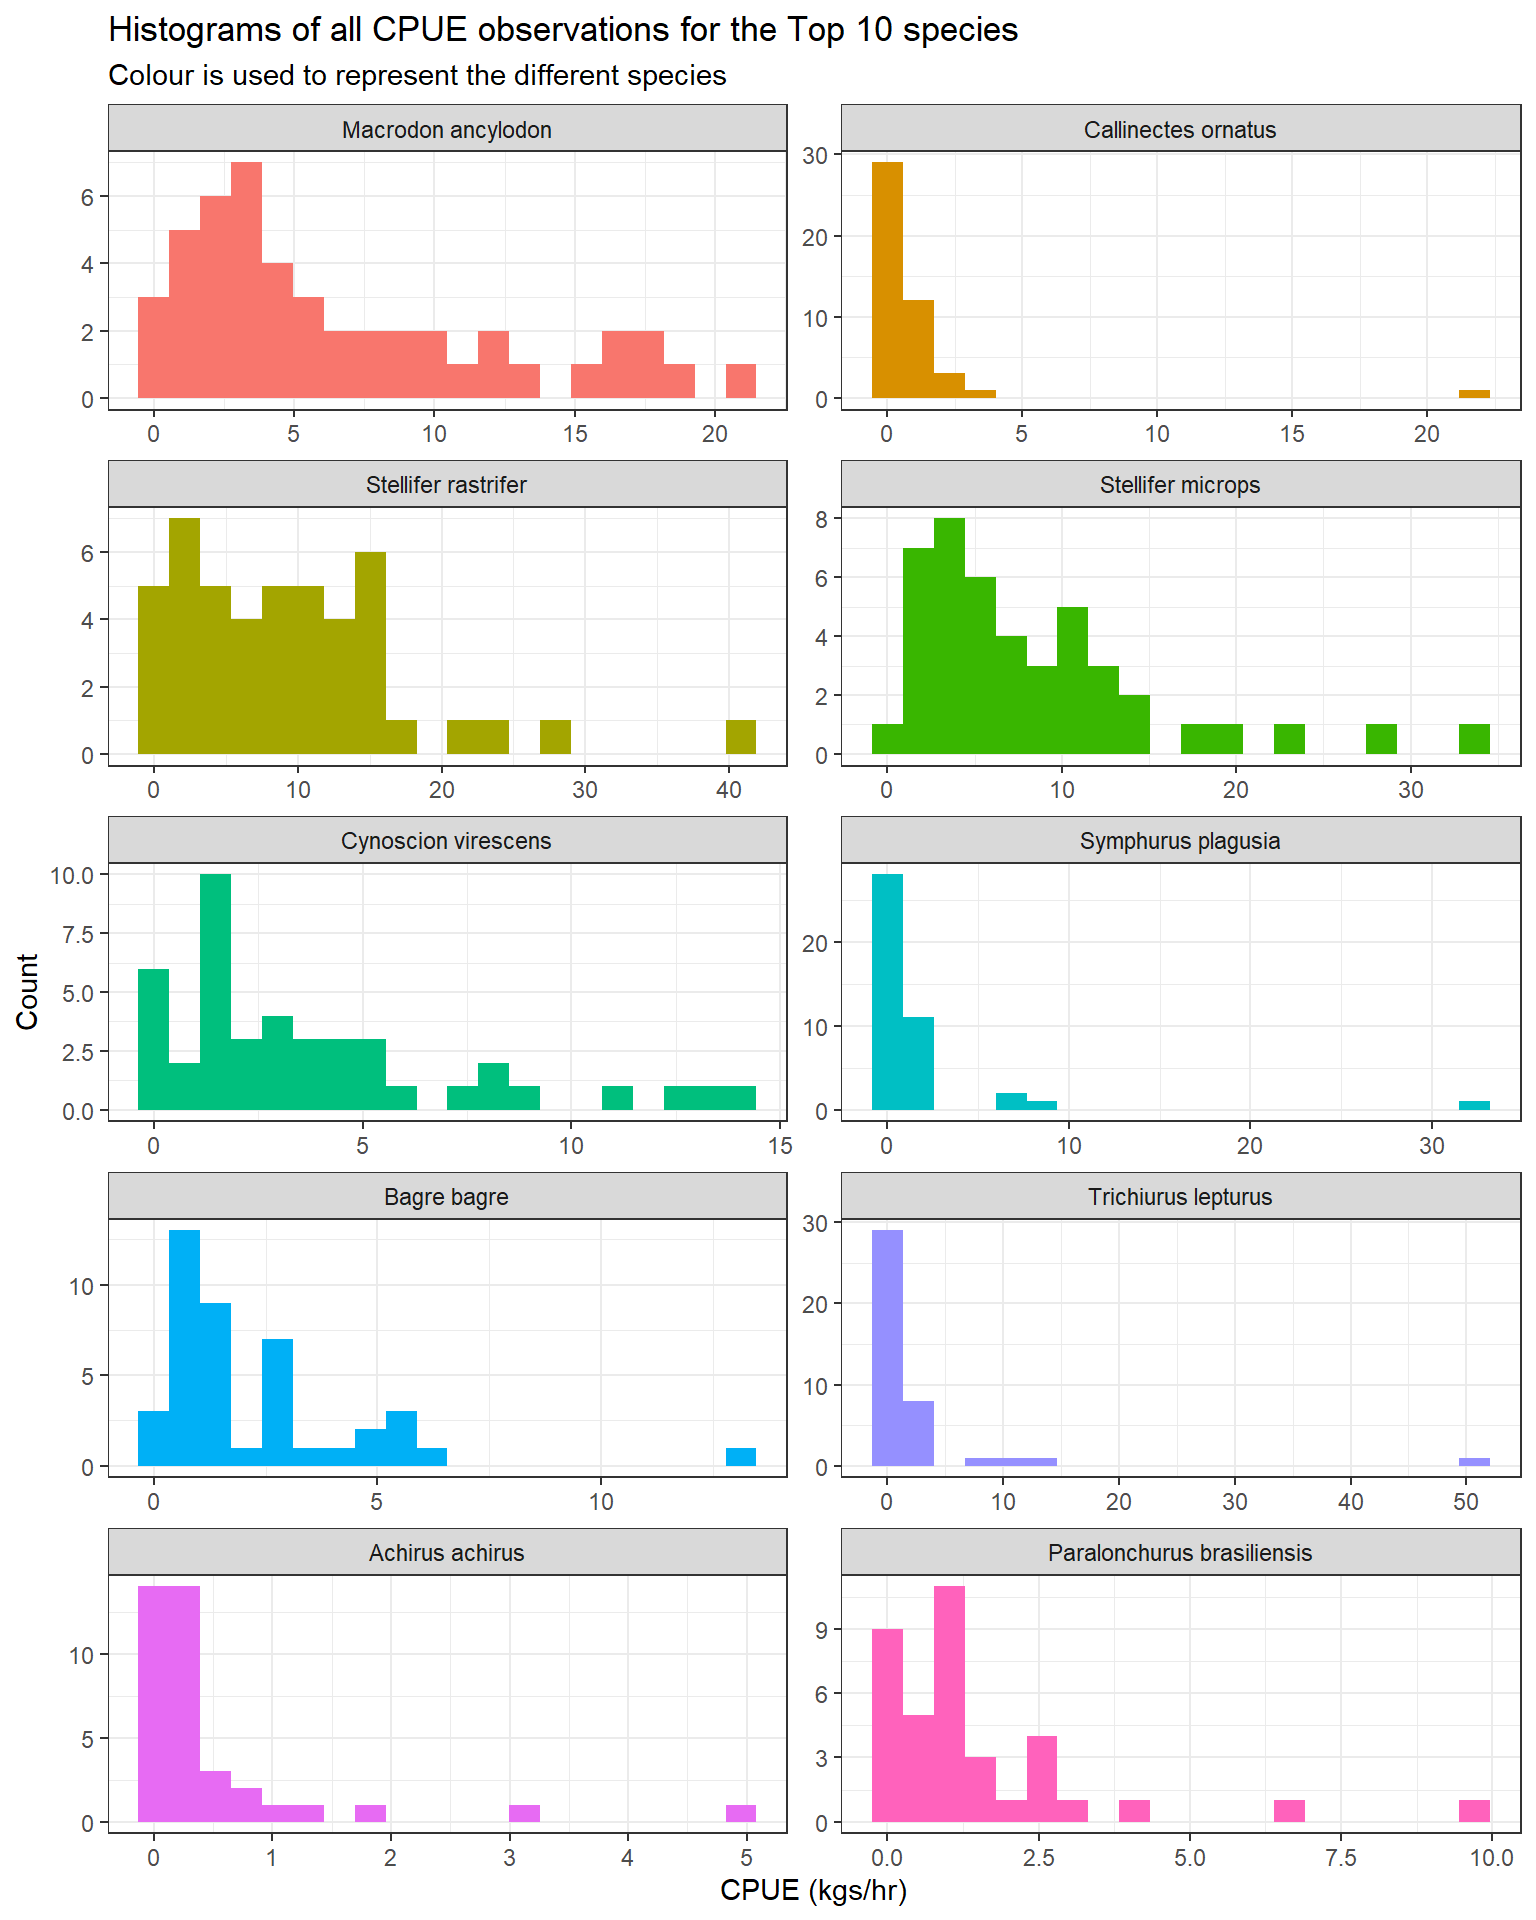 Histograms of all CPUE observations for the Top 10 species
Colour is used to represent the different species
Macrodon ancylodon
0
2
4
6
0 5 10 15 20
Callinectes ornatus
30
20
10
0
0 5 10 15 20
Stellifer rastrifer
6
4
2
0
0 10 20 30 40
Stellifer microps
8
6
4
2
0
0 10 20 30
Cynoscion virescens
10.0
7.5
5.0
2.5
0.0
0 5 10 15
Symphurus plagusia
20
10
0
0 10 20 30
Count
Bagre bagre
10
5
0
0 5 10
Trichiurus lepturus
30
20
10
0
0 10 20 30 40 50
Achirus achirus
10
5
0
0 1 2 3 4 5
Paralonchurus brasiliensis
9
6
3
0
0.0 2.5 5.0 7.5 10.0
CPUE (kgs/hr)